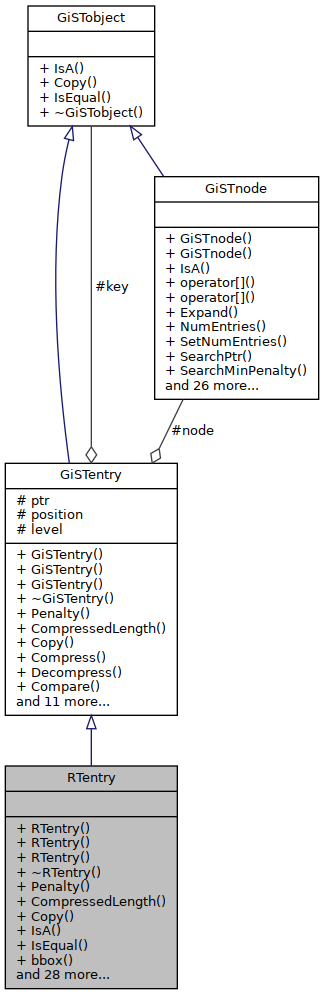 GiSTobject
+ IsA()
+ Copy()
+ IsEqual()
+ ~GiSTobject()
GiSTnode
+ GiSTnode()
+ GiSTnode()
+ IsA()
+ operator[]()
+ operator[]()
+ Expand()
+ NumEntries()
+ SetNumEntries()
+ SearchPtr()
+ SearchMinPenalty()
and 26 more...
#key
#node
GiSTentry
# ptr
# position
# level
+ GiSTentry()
+ GiSTentry()
+ GiSTentry()
+ ~GiSTentry()
+ Penalty()
+ CompressedLength()
+ Copy()
+ Compress()
+ Decompress()
+ Compare()
and 11 more...
RTentry
+ RTentry()
+ RTentry()
+ RTentry()
+ ~RTentry()
+ Penalty()
+ CompressedLength()
+ Copy()
+ IsA()
+ IsEqual()
+ bbox()
and 28 more...